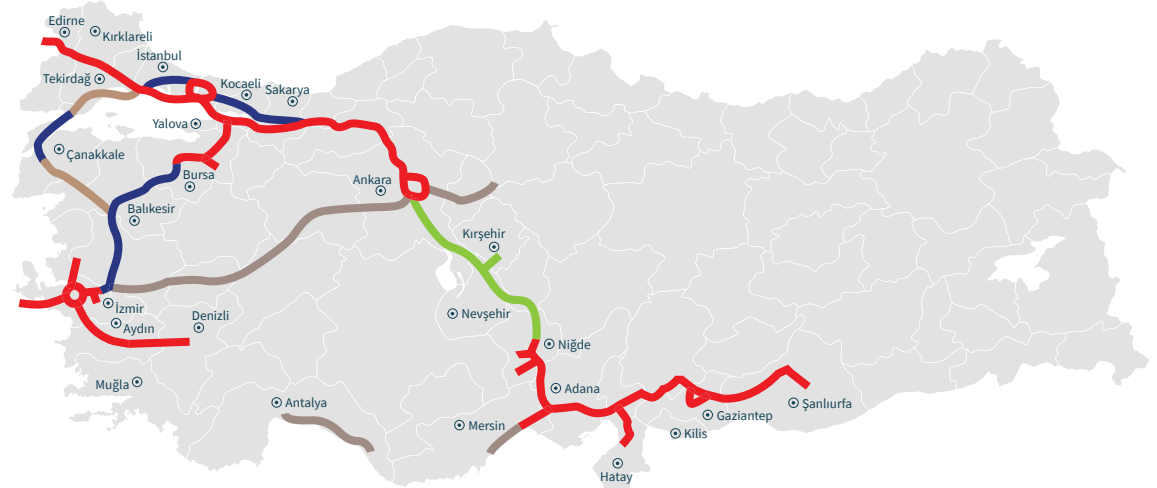 Edirne
Kırklareli
İstanbul
Tekirdağ
Kocaeli
Sakarya
Yalova
Çanakkale
Bursa
Ankara
Balıkesir
Kırşehir
İzmir
Nevşehir
Denizli
Aydın
Niğde
Muğla
Adana
Antalya
Şanlıurfa
Gaziantep
Mersin
Kilis
Hatay